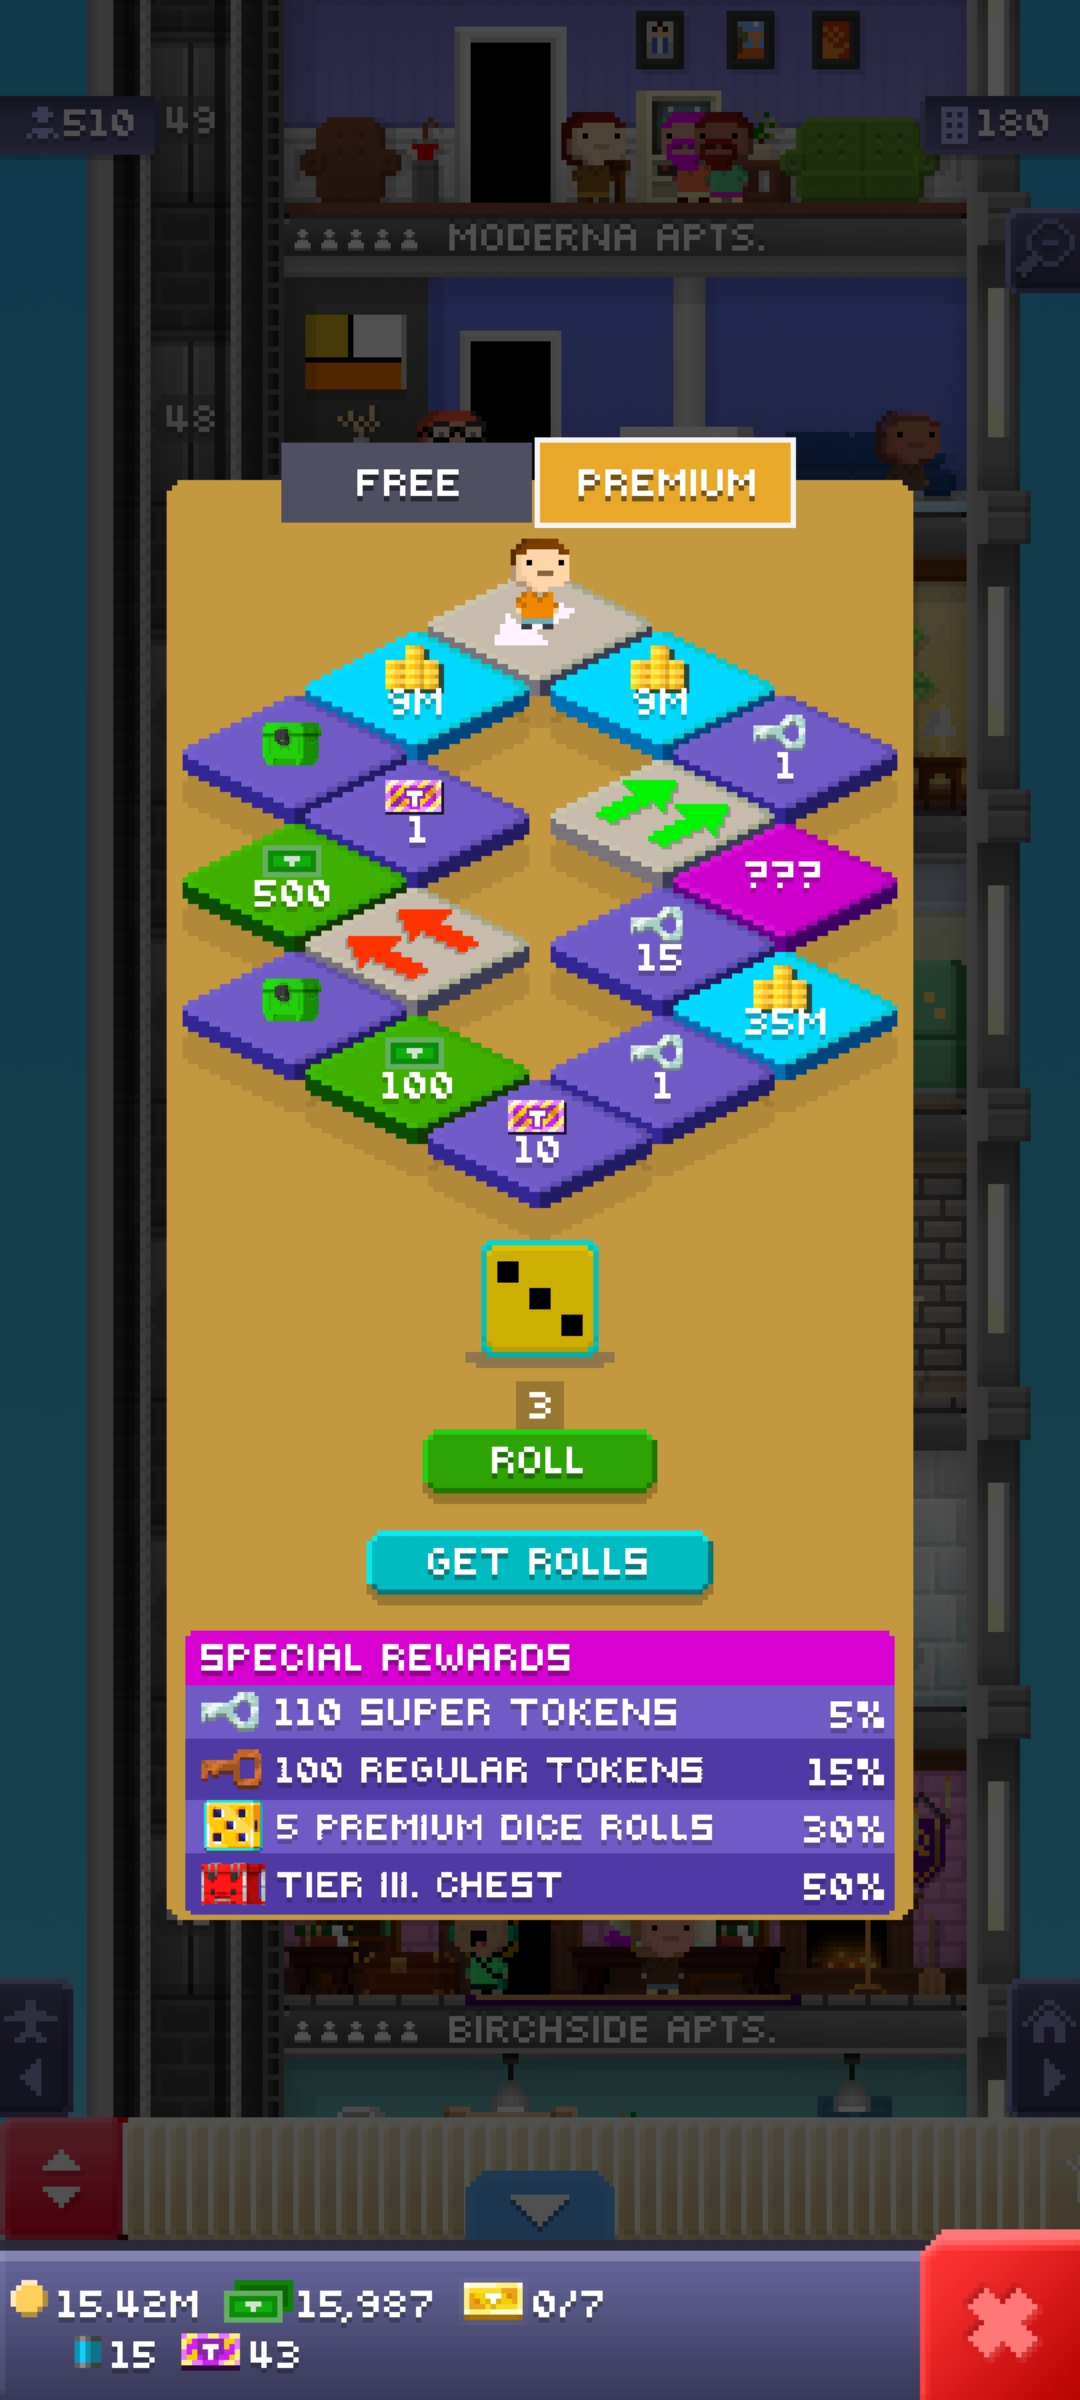 510
49
180
MODERNA APTS.
48
FREE
PREMIUM
9M
9M
1
1
500
???
15
35M
100
1
10
3
ROLL
GET ROLLS
SPECIAL REWARDS
110 SUPER TOKENS 5%
100 REGULAR TOKENS 15%
5 PREMIUM DICE ROLLS 30%
TIER III. CHEST 50%
BIRCHSIDE APTS.
15.42M 15,987 0/7
15 43